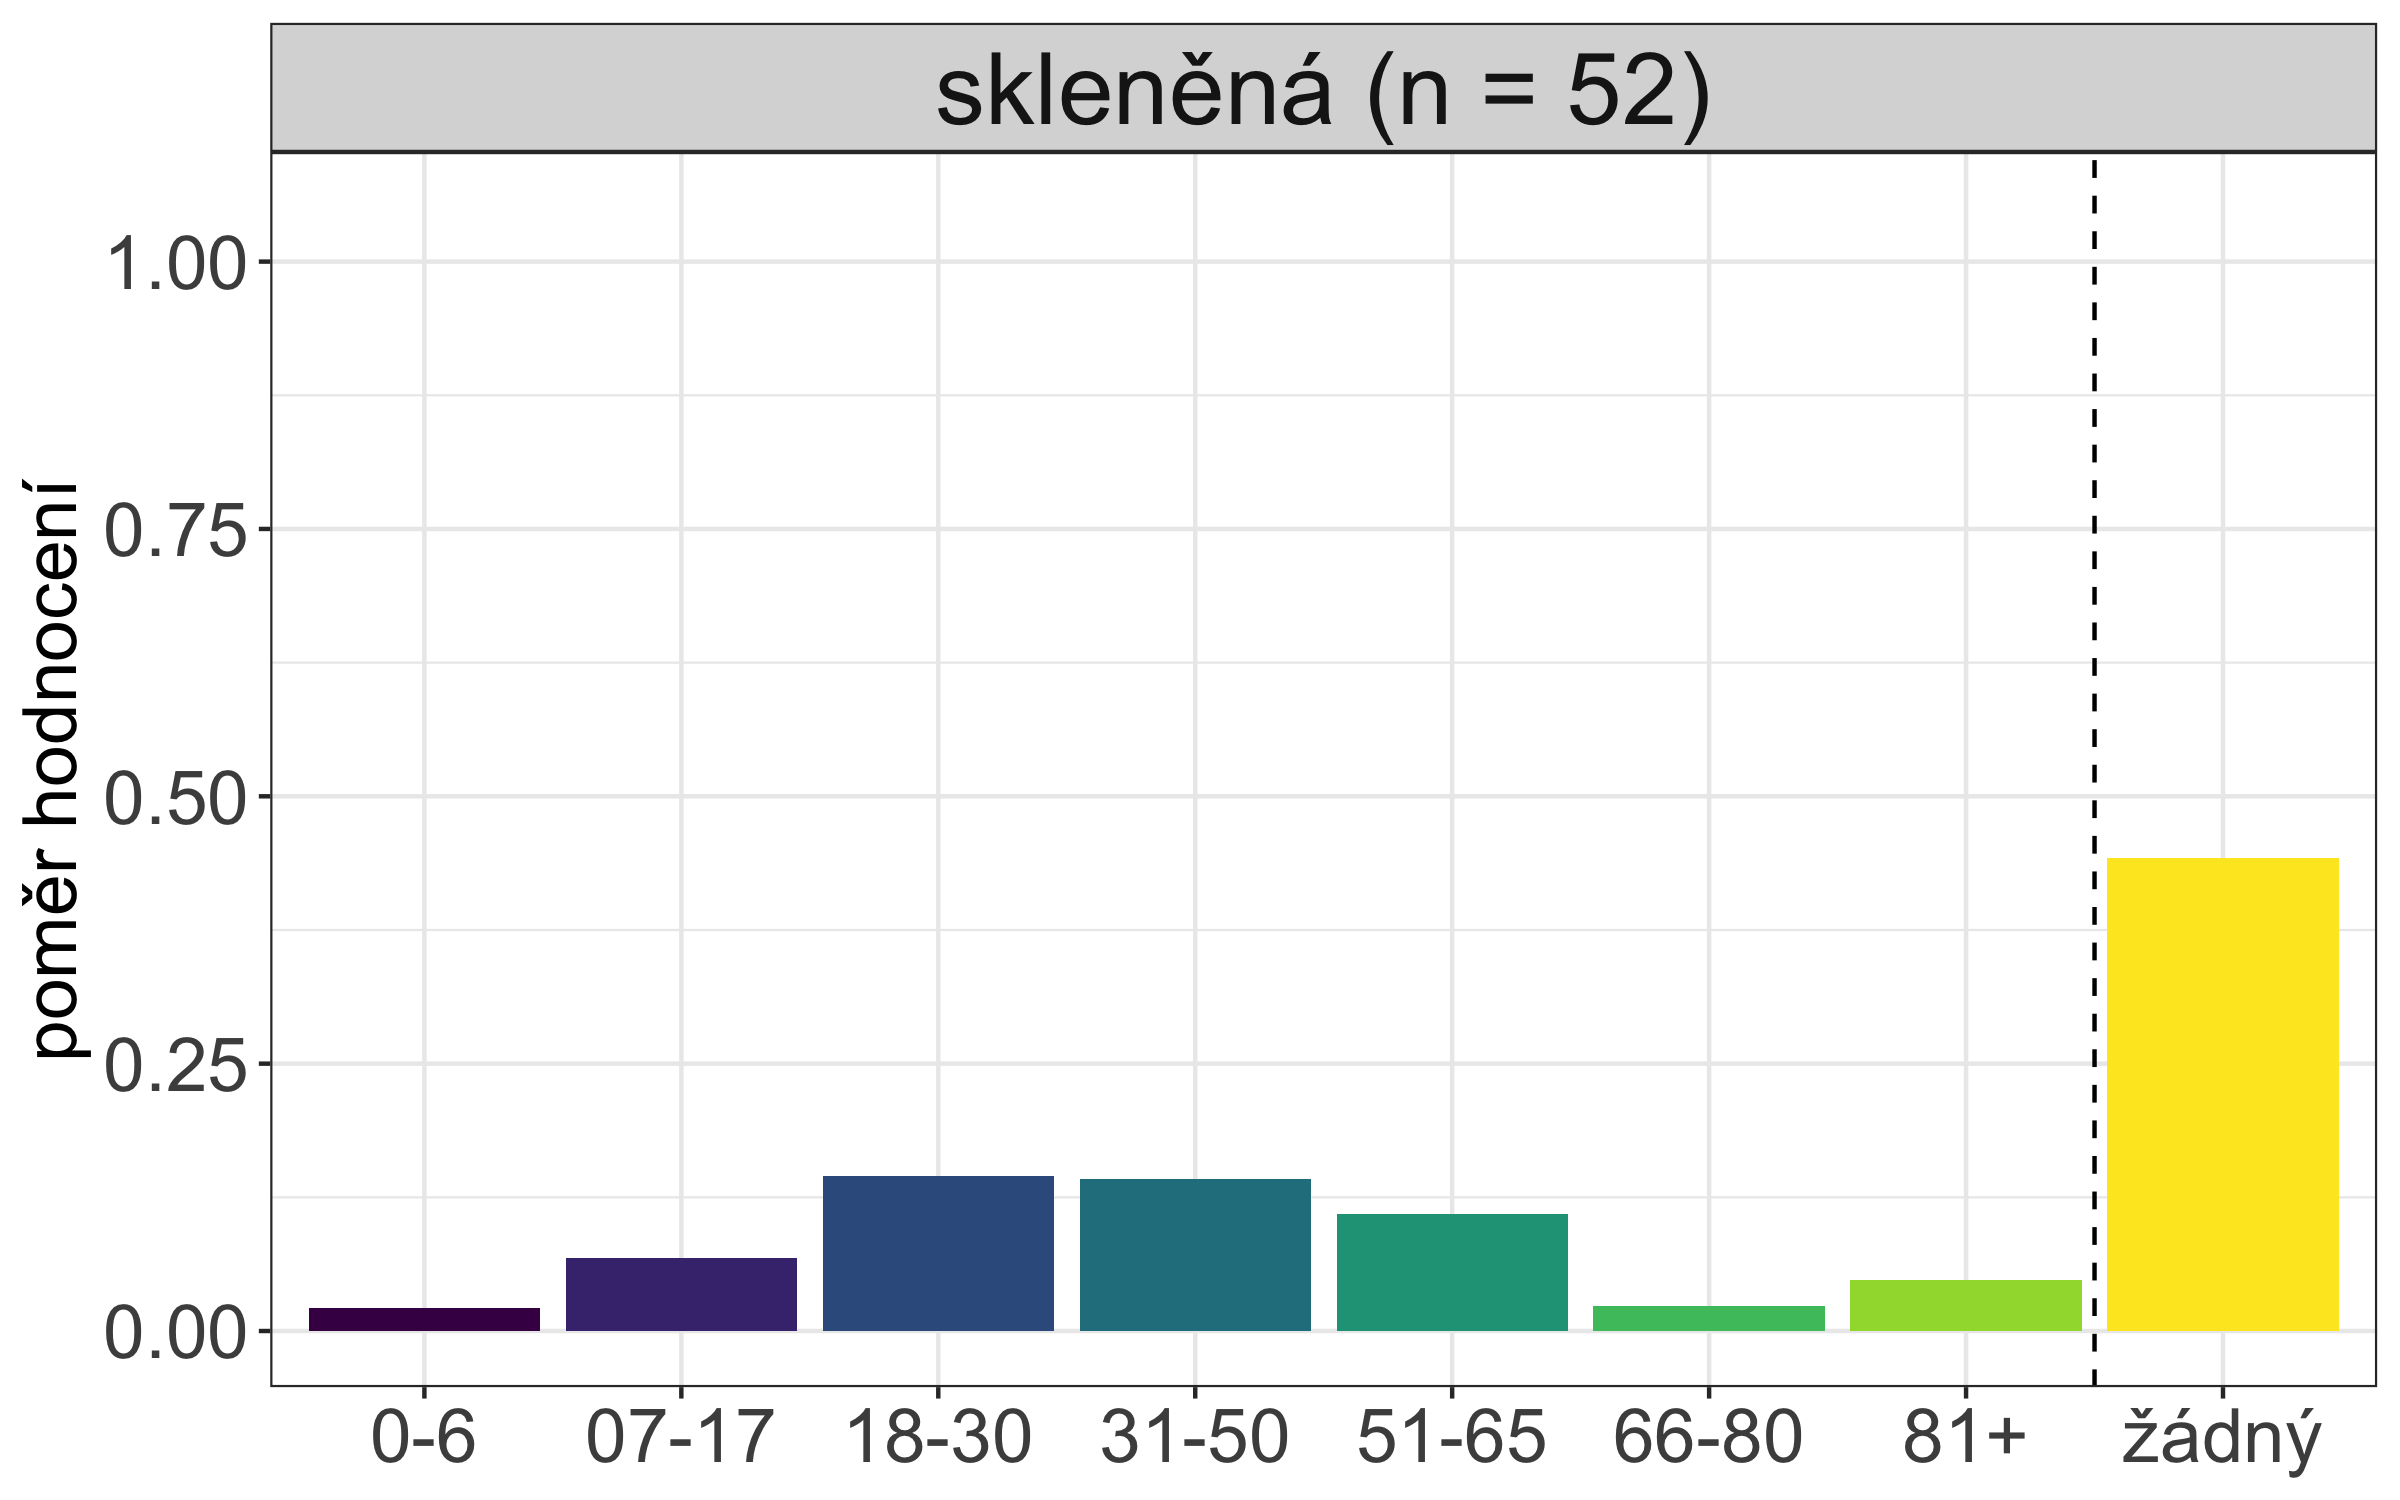 skleněná (n = 52)
poměr hodnocení
1.00
0.75
0.50
0.25
0.00
0-6 07-17 18-30 31-50 51-65 66-80 81+ žádný